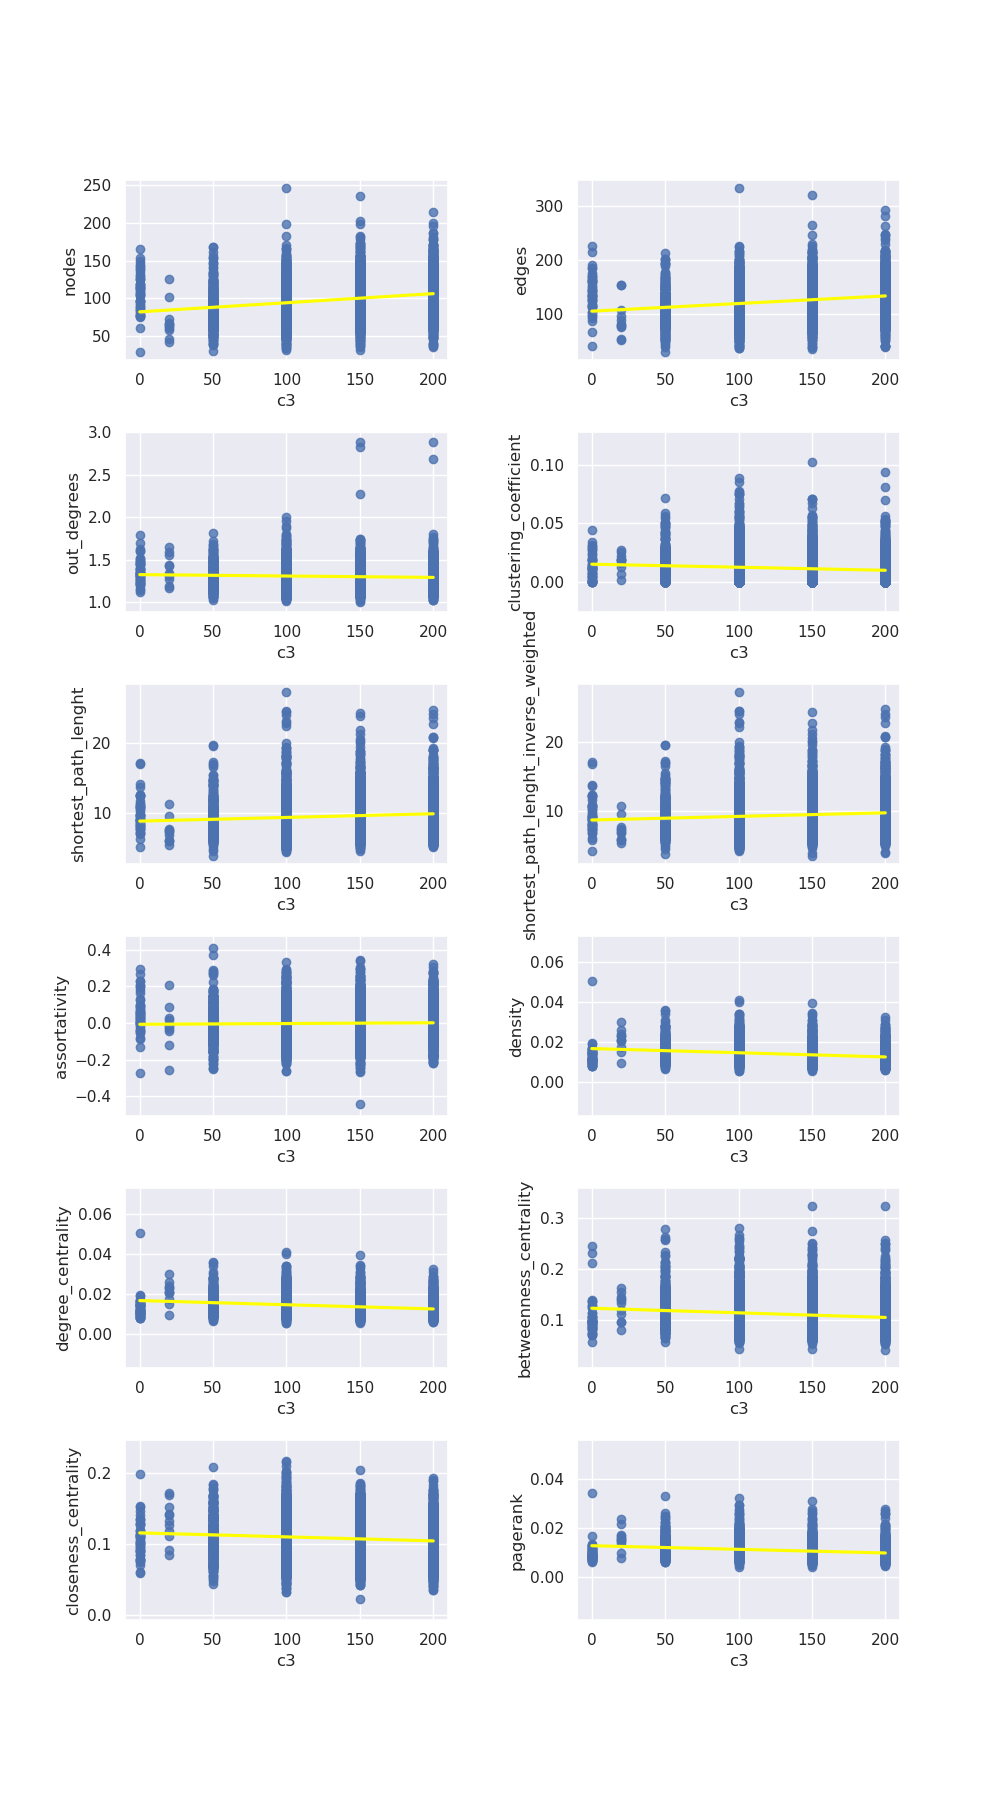 250
200
150
100
50
nodes
0 50 100 150 200
c3
300
200
100
edges
0 50 100 150 200
c3
3.0
2.5
2.0
1.5
1.0
out_degrees
0 50 100 150 200
c3
0.10
0.05
0.00
clustering_coefficient
0 50 100 150 200
c3
20
10
shortest_path_lenght
0 50 100 150 200
c3
20
10
shortest_path_lenght_inverse_weighted
0 50 100 150 200
c3
0.4
0.2
0.0
−0.2
−0.4
assortativity
0 50 100 150 200
c3
0.06
0.04
0.02
0.00
density
0 50 100 150 200
c3
0.06
0.04
0.02
0.00
degree_centrality
0 50 100 150 200
c3
0.3
0.2
0.1
betweenness_centrality
0 50 100 150 200
c3
0.2
0.1
0.0
closeness_centrality
0 50 100 150 200
c3
0.04
0.02
0.00
pagerank
0 50 100 150 200
c3